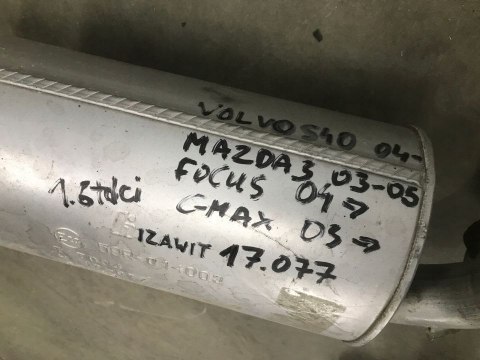 VOLVO S40 04-
MAZDA3 03-05
FOCUS 04→
1.6tdci C-MAX 03→
IZAWIT 17.077